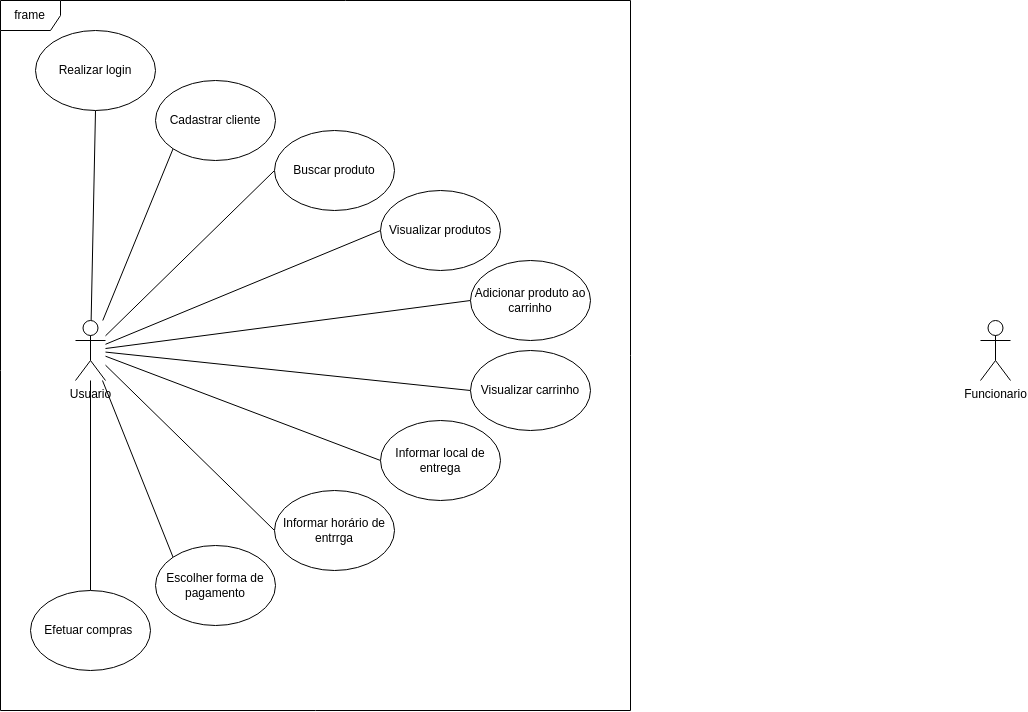 frame
Realizar login
Cadastrar cliente
Buscar produto
Visualizar produtos
Adicionar produto ao
carrinho
Usuario
Funcionario
Visualizar carrinho
Informar local de
entrega
Informar horário de
entrrga
Escolher forma de
pagamento
Efetuar compras